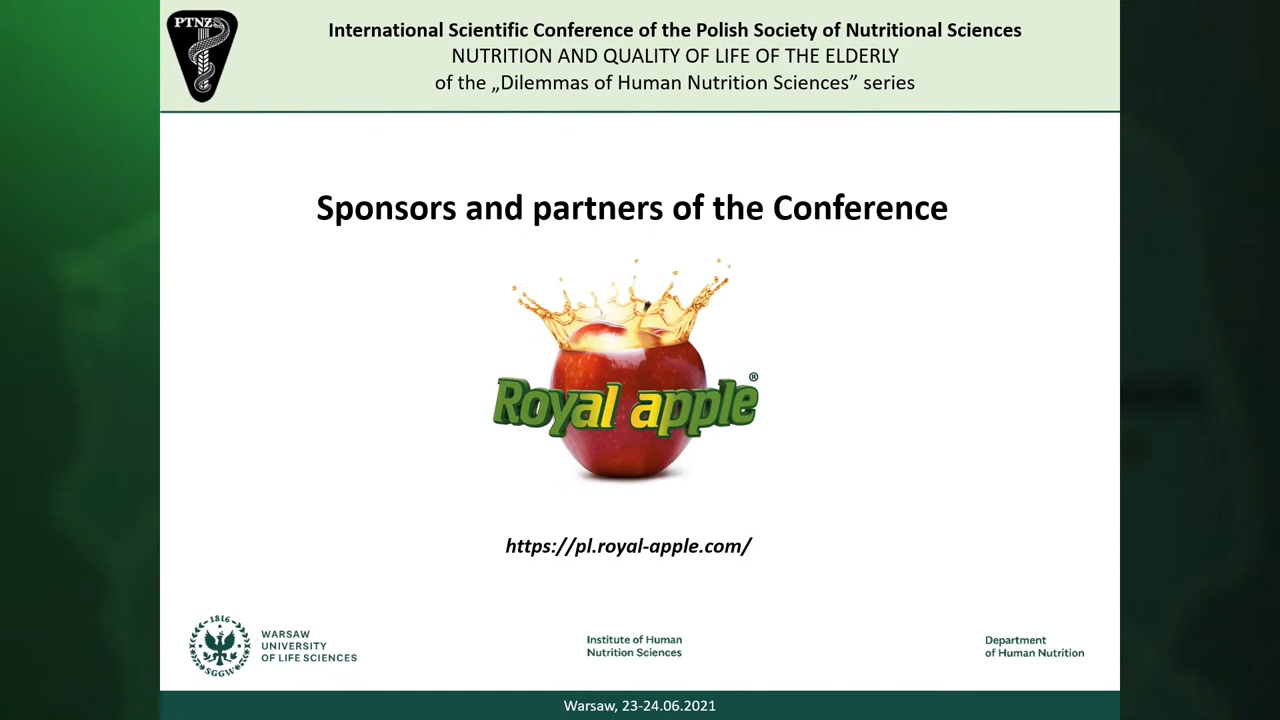 PTNŻ
International Scientific Conference of the Polish Society of Nutritional Sciences
NUTRITION AND QUALITY OF LIFE OF THE ELDERLY
of the „Dilemmas of Human Nutrition Sciences” series
Sponsors and partners of the Conference
Royal apple®
https://pl.royal-apple.com/
1816
SGGW
WARSAW
UNIVERSITY
OF LIFE SCIENCES
Institute of Human
Nutrition Sciences
Department
of Human Nutrition
Warsaw, 23-24.06.2021